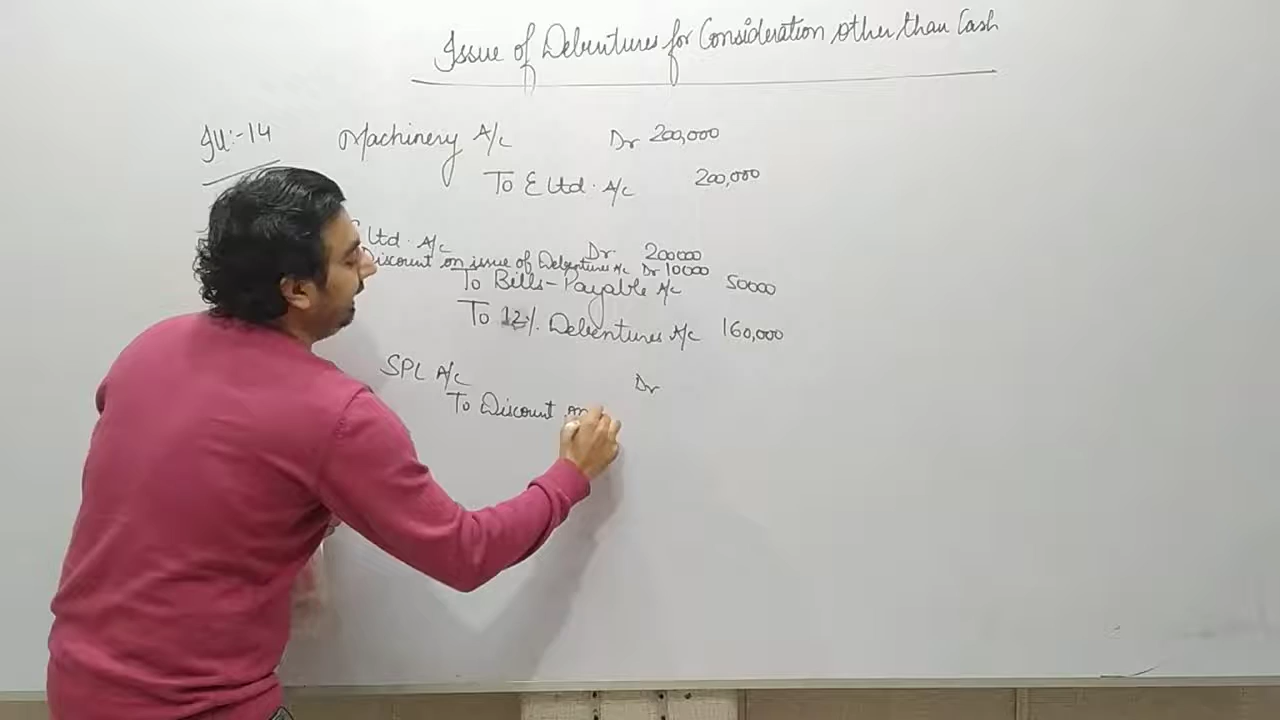 Issue of Debentures for Consideration other than Cash
Ill:-14
Machinery A/c Dr 200,000
To E Ltd. A/c 200,000
Ltd. A/c Dr 200000
Discount on issue of Debentures A/c Dr 10000
To Bills-Payable A/c 50000
To 12% Debentures A/c 160,000
SPL A/c Dr
To Discount on